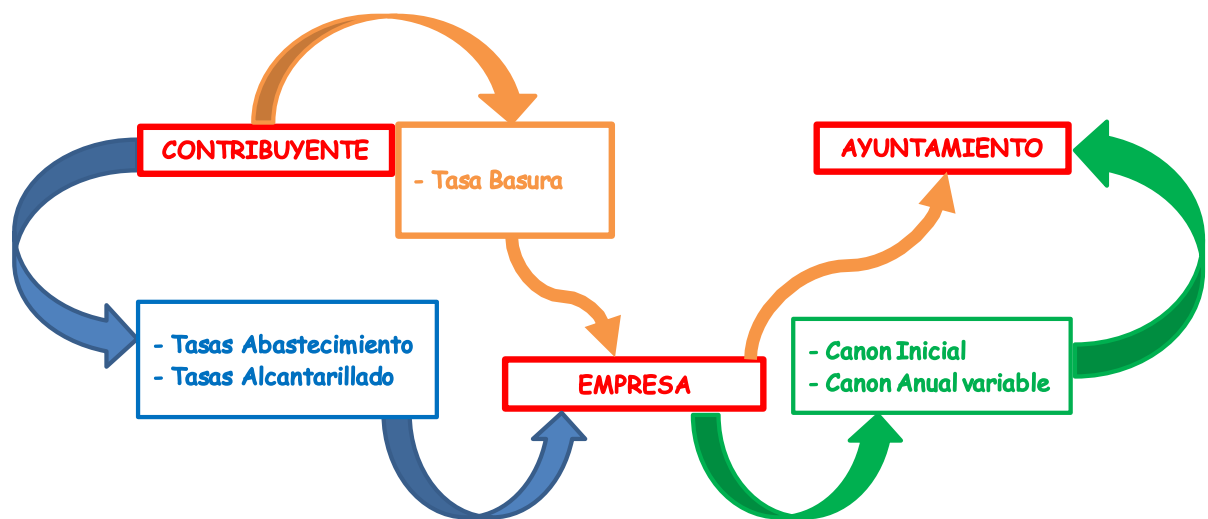 CONTRIBUYENTE
- Tasa Basura
AYUNTAMIENTO
- Tasas Abastecimiento
- Tasas Alcantarillado
EMPRESA
- Canon Inicial
- Canon Anual variable